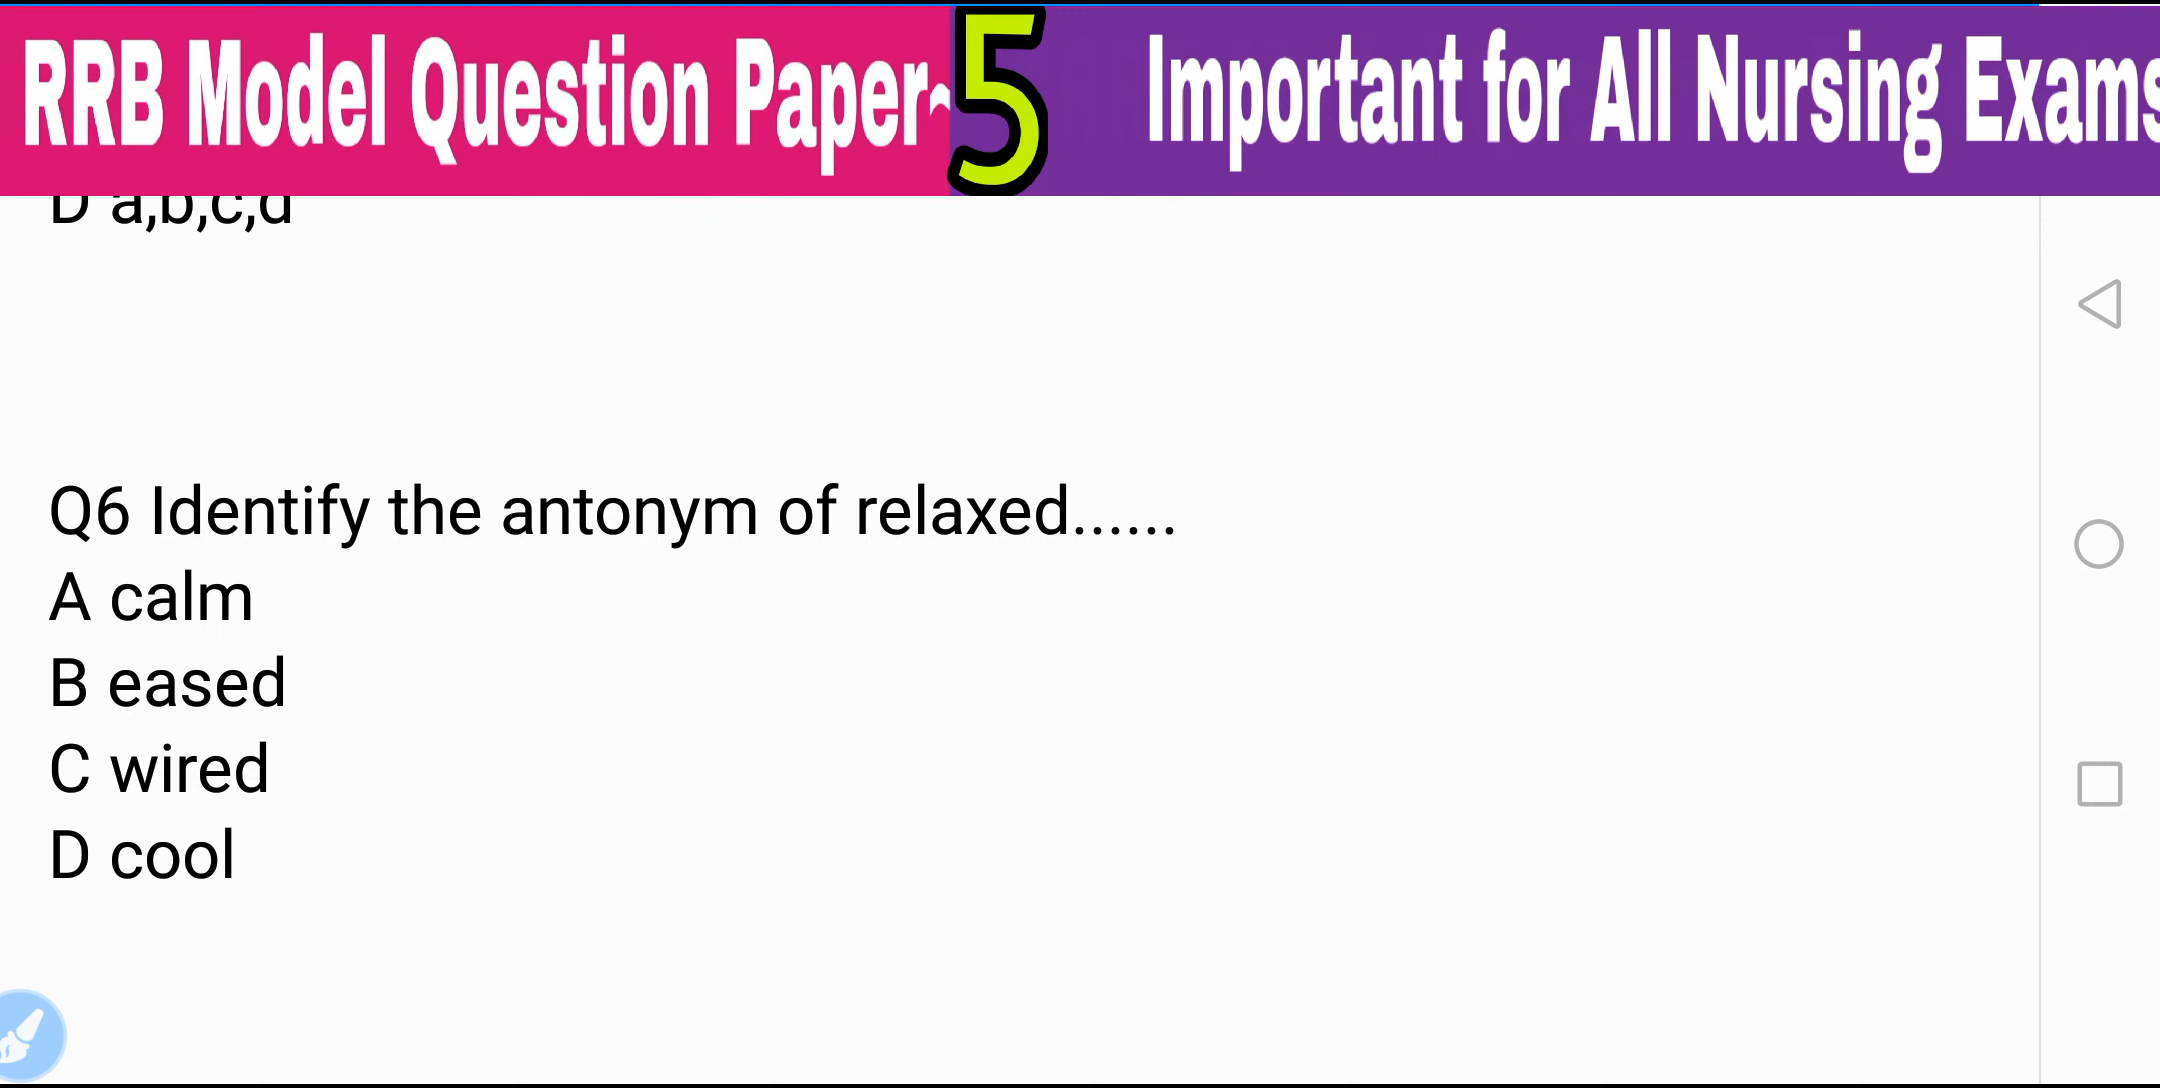 RRB Model Question Paper-5 Important for All Nursing Exams
D a,b,c,d
Q6 Identify the antonym of relaxed......
A calm
B eased
C wired
D cool